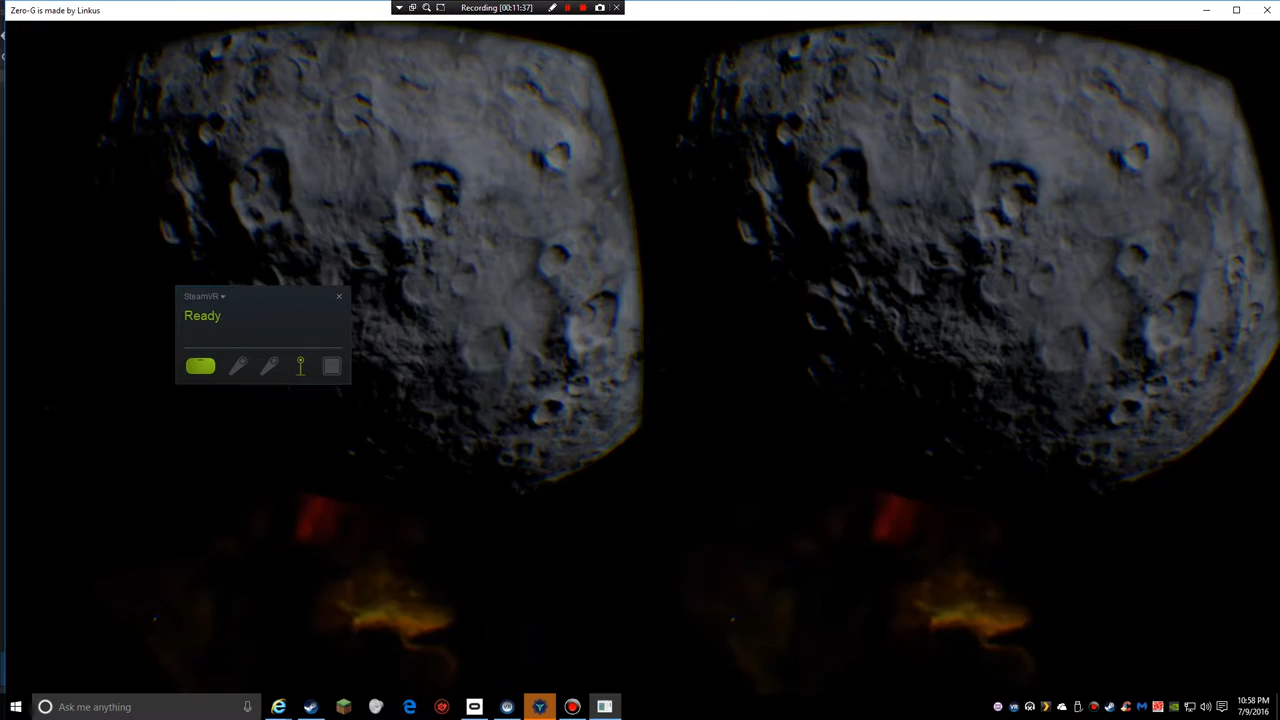 Zero-G is made by Linkus
Recording [00:11:37]
SteamVR
Ready
Ask me anything
10:58 PM
7/9/2016